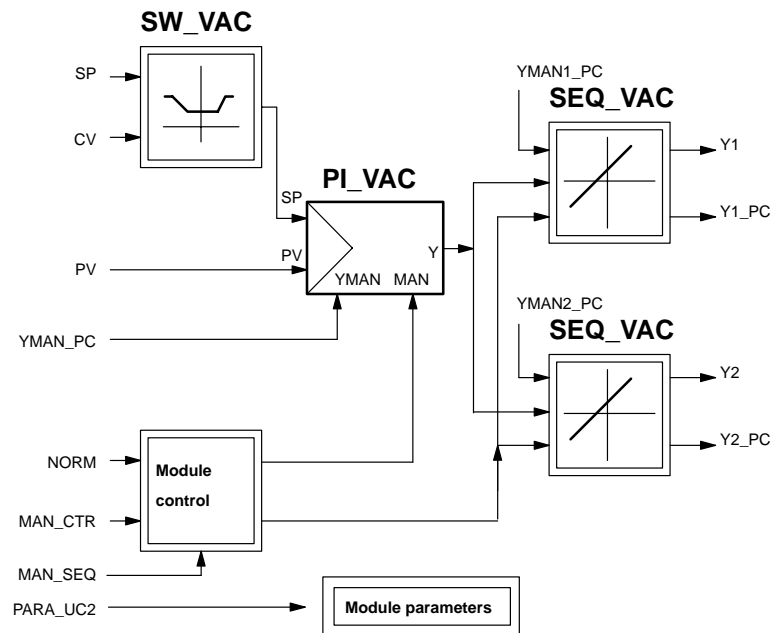 SW_VAC
SP
CV
YMAN1_PC
SEQ_VAC
Y1
Y1_PC
PI_VAC
SP
PV
PV
Y
YMAN MAN
YMAN_PC
YMAN2_PC
SEQ_VAC
Y2
Y2_PC
NORM
Module
control
MAN_CTR
MAN_SEQ
PARA_UC2
Module parameters